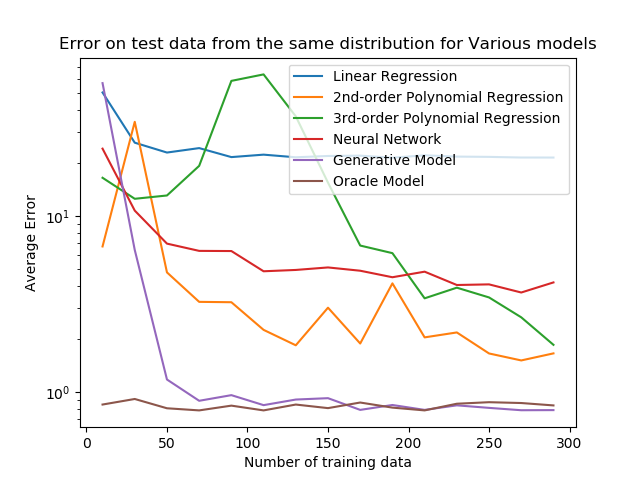 Error on test data from the same distribution for Various models
Linear Regression
2nd-order Polynomial Regression
3rd-order Polynomial Regression
Neural Network
Generative Model
Oracle Model
Average Error
10¹
10⁰
0
50
100
150
200
250
300
Number of training data